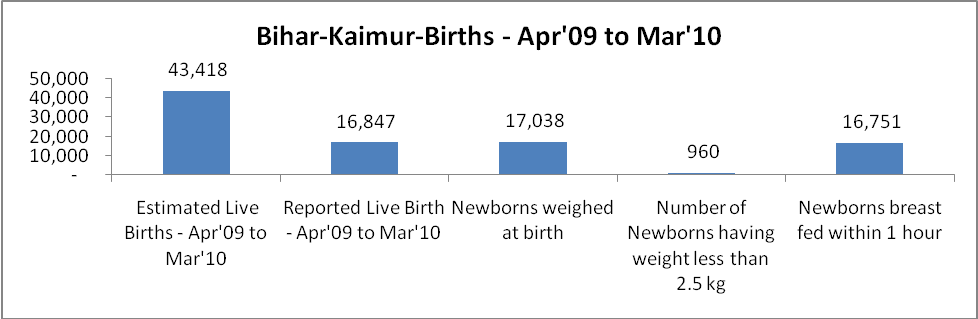 Bihar-Kaimur-Births - Apr'09 to Mar'10
50,000
40,000
30,000
20,000
10,000
-
43,418
16,847
17,038
960
16,751
Estimated Live
Births - Apr'09 to
Mar'10
Reported Live Birth
- Apr'09 to Mar'10
Newborns weighed
at birth
Number of
Newborns having
weight less than
2.5 kg
Newborns breast
fed within 1 hour